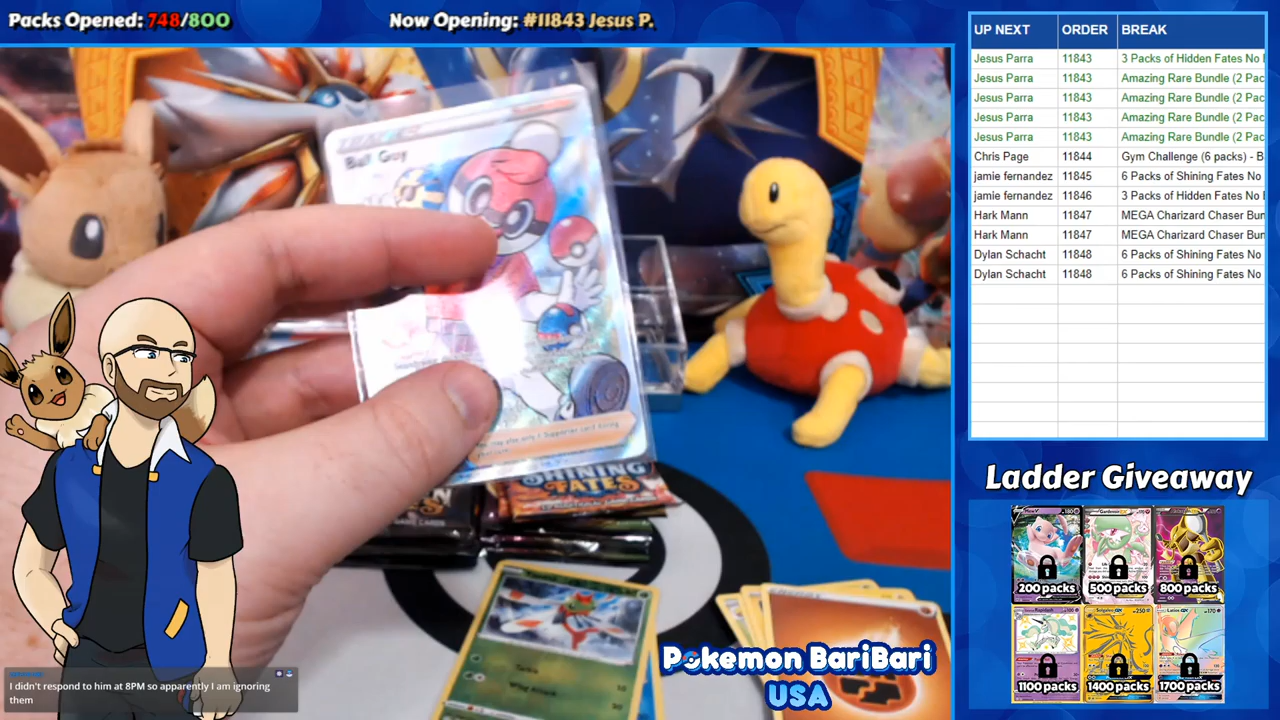 Packs Opened: 748/800
Now Opening: #11843 Jesus P.
UP NEXT ORDER BREAK
Jesus Parra 11843 3 Packs of Hidden Fates No
Jesus Parra 11843 Amazing Rare Bundle (2 Pac
Jesus Parra 11843 Amazing Rare Bundle (2 Pac
Jesus Parra 11843 Amazing Rare Bundle (2 Pac
Jesus Parra 11843 Amazing Rare Bundle (2 Pac
Chris Page 11844 Gym Challenge (6 packs) - B
jamie fernandez 11845 6 Packs of Shining Fates No
jamie fernandez 11846 3 Packs of Hidden Fates No
Hark Mann 11847 MEGA Charizard Chaser Bun
Hark Mann 11847 MEGA Charizard Chaser Bun
Dylan Schacht 11848 6 Packs of Shining Fates No
Dylan Schacht 11848 6 Packs of Shining Fates No
Ball Guy
SHINING
FATES
Tackle
Wing Attack
Ladder Giveaway
200 packs
500 packs
800 packs
1100 packs
1400 packs
1700 packs
Pokemon BariBari
USA
I didn't respond to him at 8PM so apparently I am ignoring
them